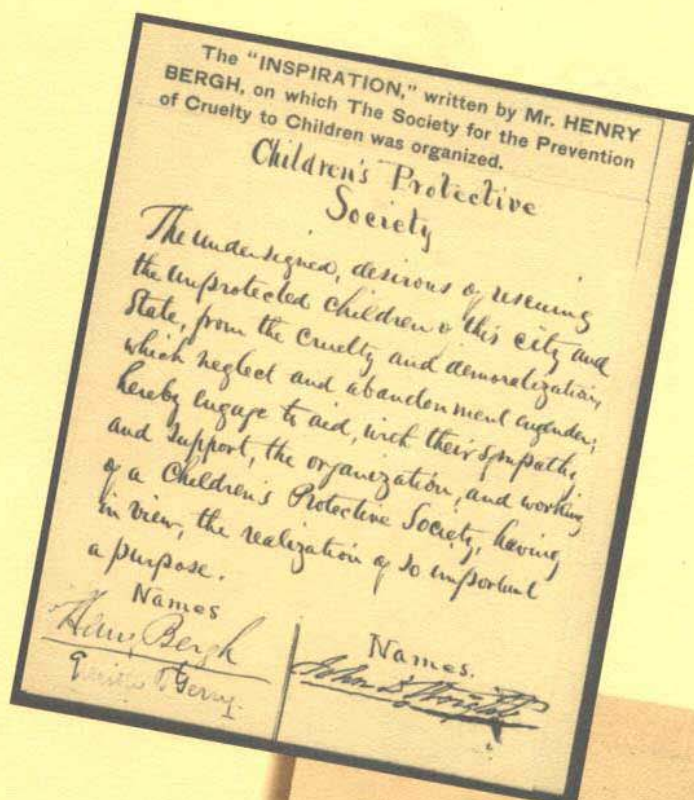 The "INSPIRATION," written by Mr. HENRY
BERGH, on which The Society for the Prevention
of Cruelty to Children was organized.
Children's Protective
Society
The undersigned, desirous of rescuing
the unprotected children of this city and
State, from the cruelty and demoralization,
which neglect and abandonment engender;
hereby engage to aid, with their sympathy
and support, the organization, and working
of a Children's Protective Society, having
in view, the realization of so important
a purpose.
Names
Henry Bergh
Gerry.
Names.
John D. Wright